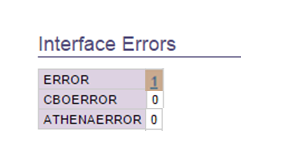 Interface Errors
ERROR 1
CBOERROR 0
ATHENAERROR 0